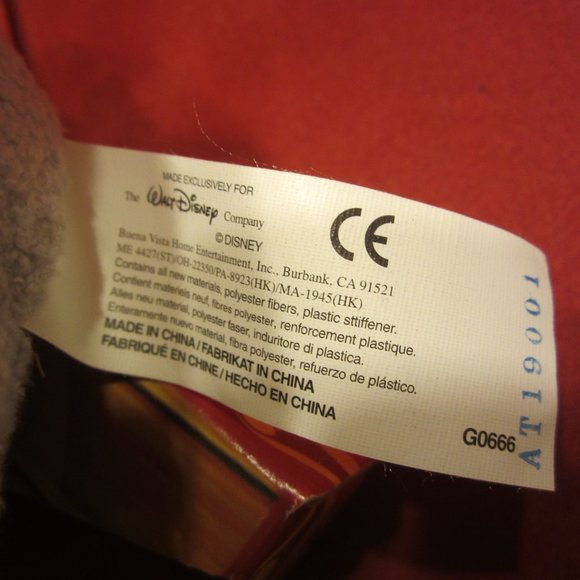 MADE EXCLUSIVELY FOR
The Walt Disney Company
© DISNEY
CE
Buena Vista Home Entertainment, Inc., Burbank, CA 91521
ME 4427(ST)/OH-22350/PA-8923(HK)/MA-1945(HK)
Contains all new materials, polyester fibers, plastic sttiffener.
Contient materiels neuf, fibres polyester, renforcement plastique.
Alles neu material, polyester faser, induritore di plastica.
Enteramente nuevo material, fibra polyester, refuerzo de plástico.
MADE IN CHINA / FABRIKAT IN CHINA
FABRIQUÉ EN CHINE / HECHO EN CHINA
G0666
AT19001